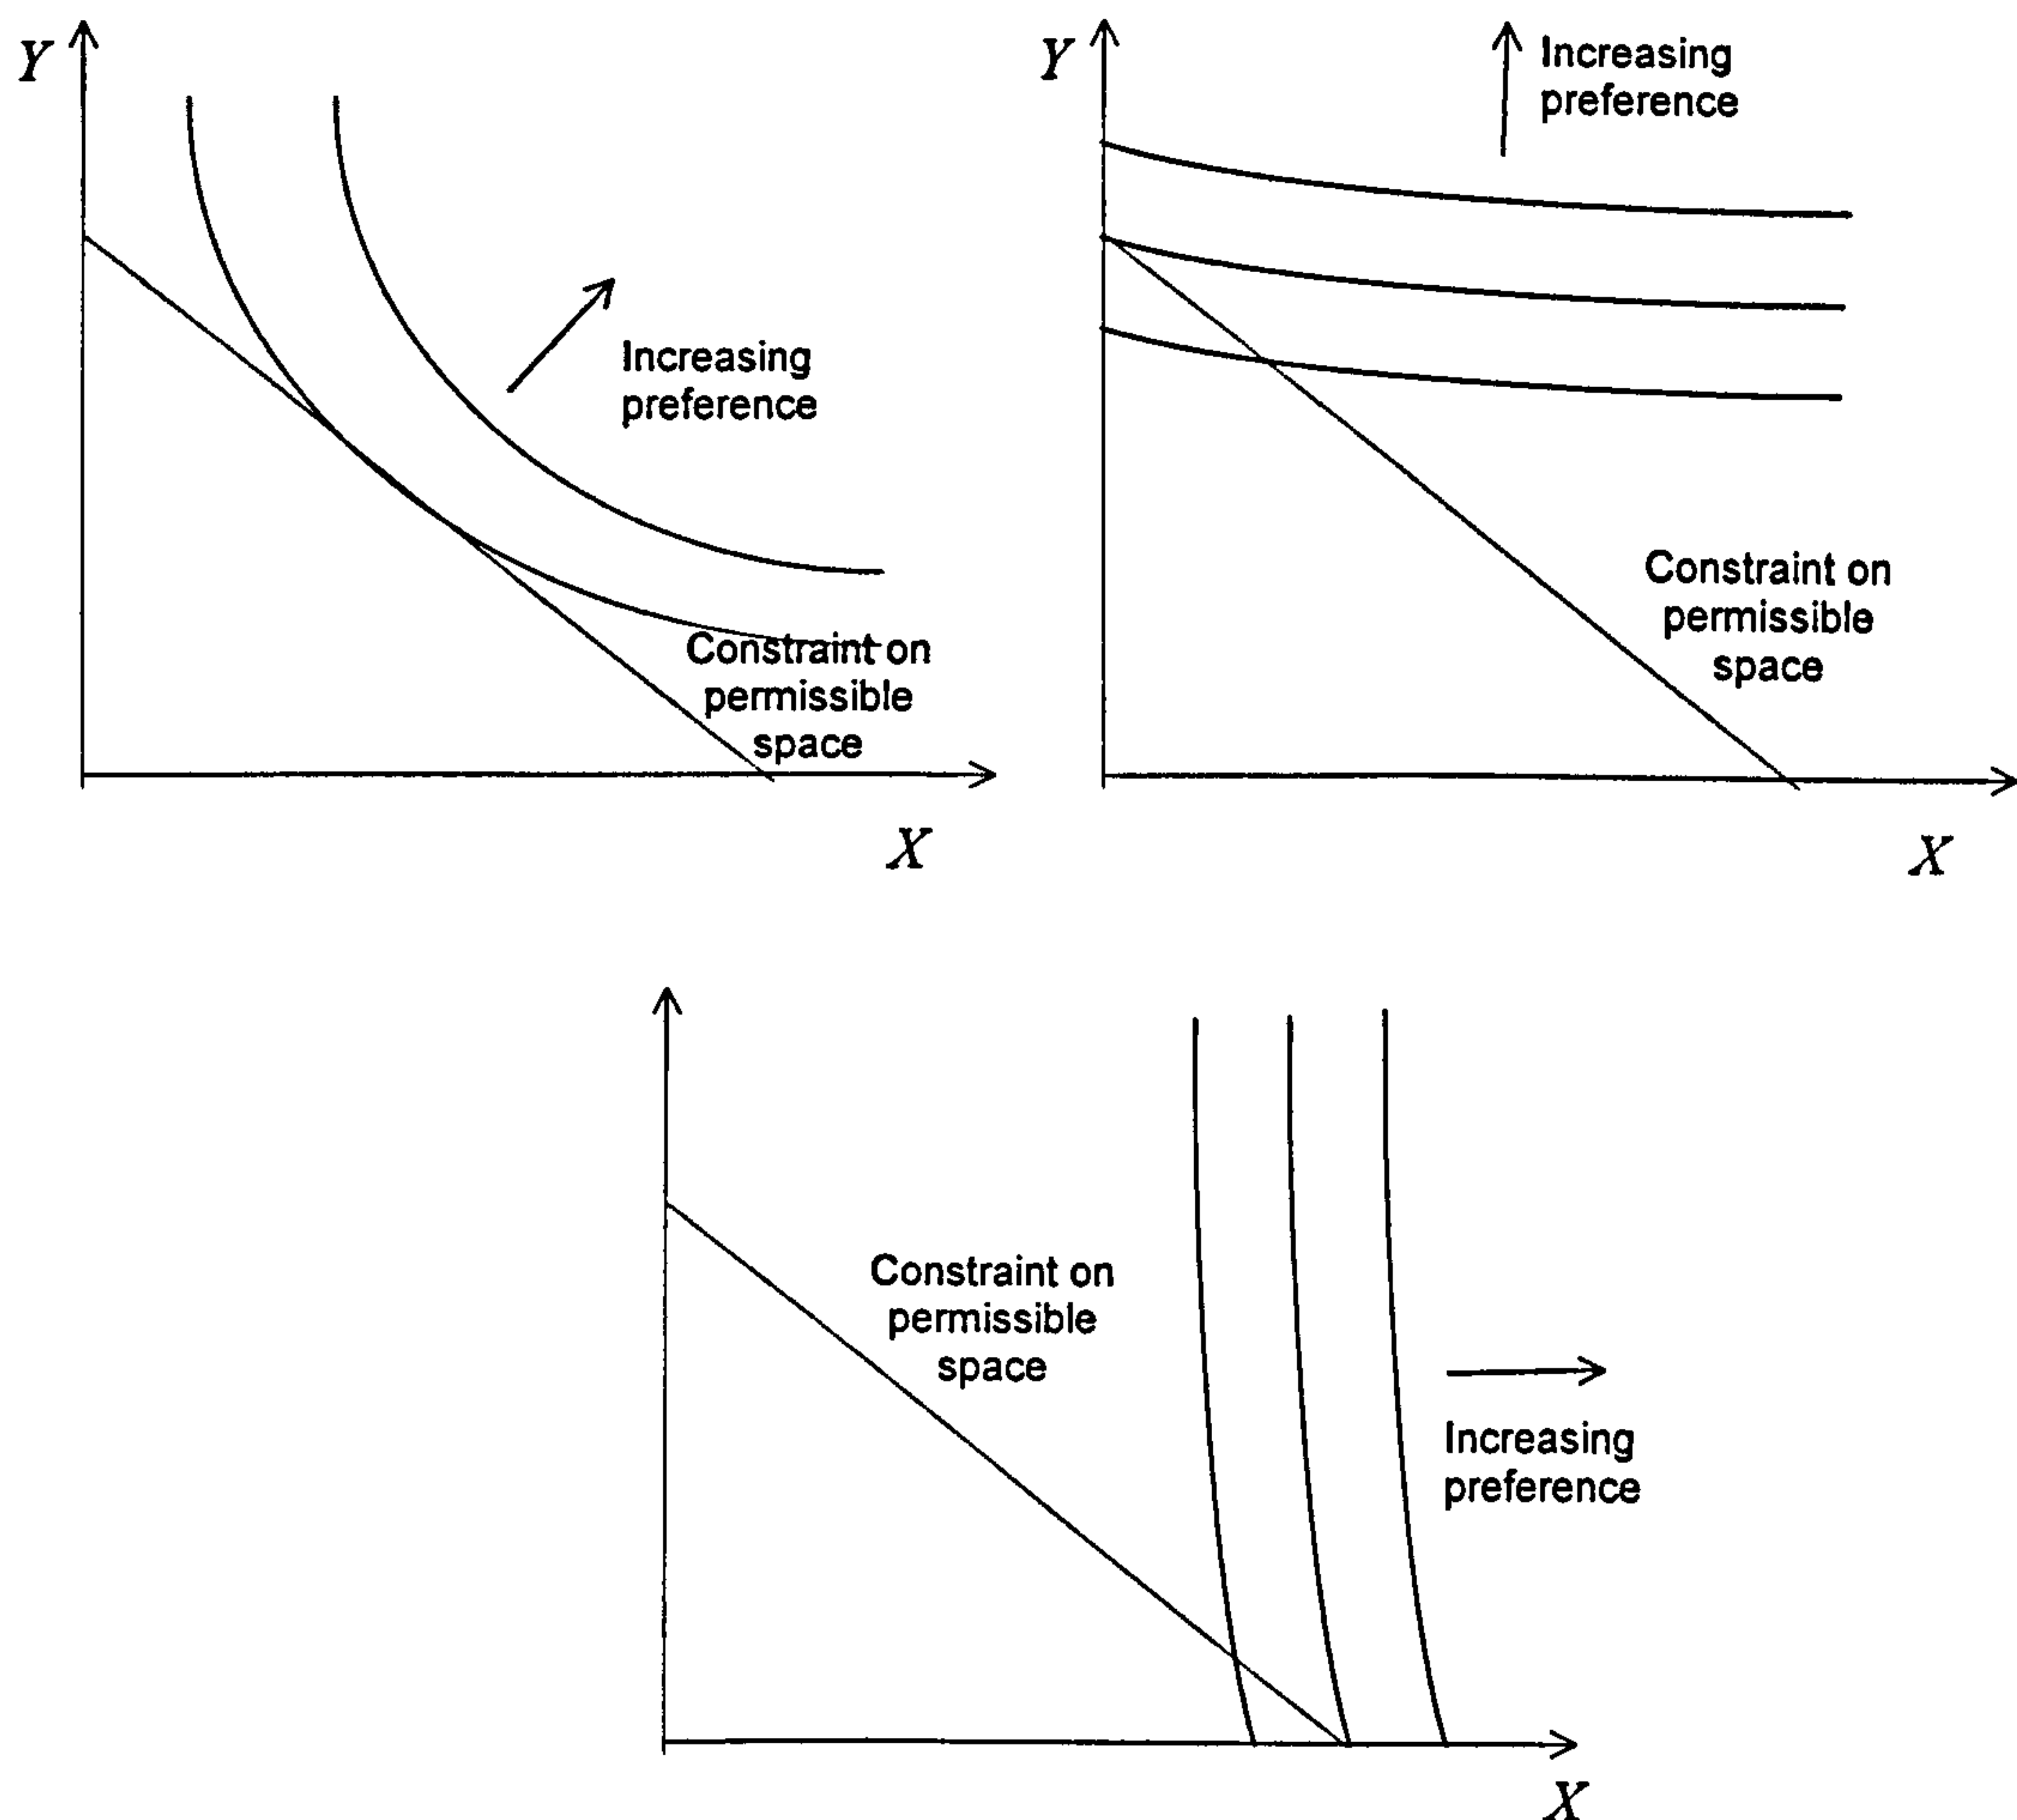 Y
Increasing
preference
Constraint on
permissible
space
X
Y
Increasing
preference
Constraint on
permissible
space
X
Constraint on
permissible
space
Increasing
preference
X